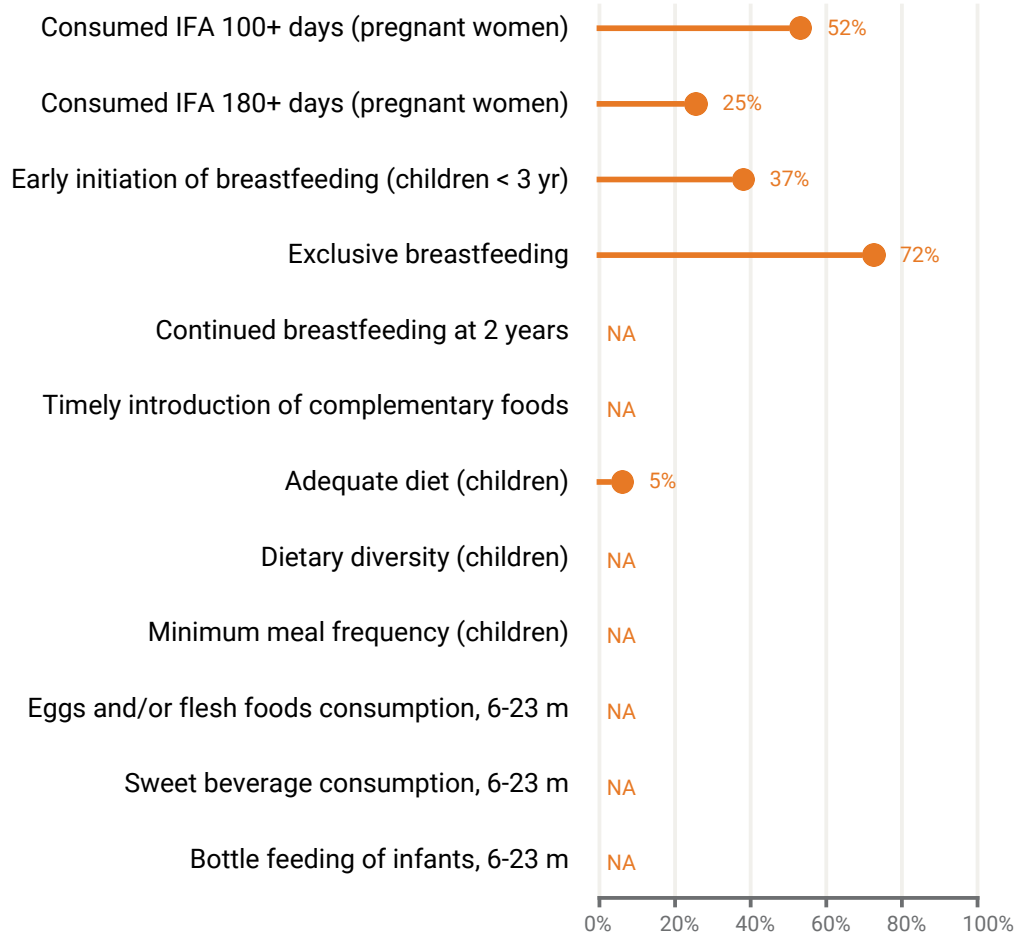 Consumed IFA 100+ days (pregnant women) 52%
Consumed IFA 180+ days (pregnant women) 25%
Early initiation of breastfeeding (children < 3 yr) 37%
Exclusive breastfeeding 72%
Continued breastfeeding at 2 years NA
Timely introduction of complementary foods NA
Adequate diet (children) 5%
Dietary diversity (children) NA
Minimum meal frequency (children) NA
Eggs and/or flesh foods consumption, 6-23 m NA
Sweet beverage consumption, 6-23 m NA
Bottle feeding of infants, 6-23 m NA
0% 20% 40% 60% 80% 100%